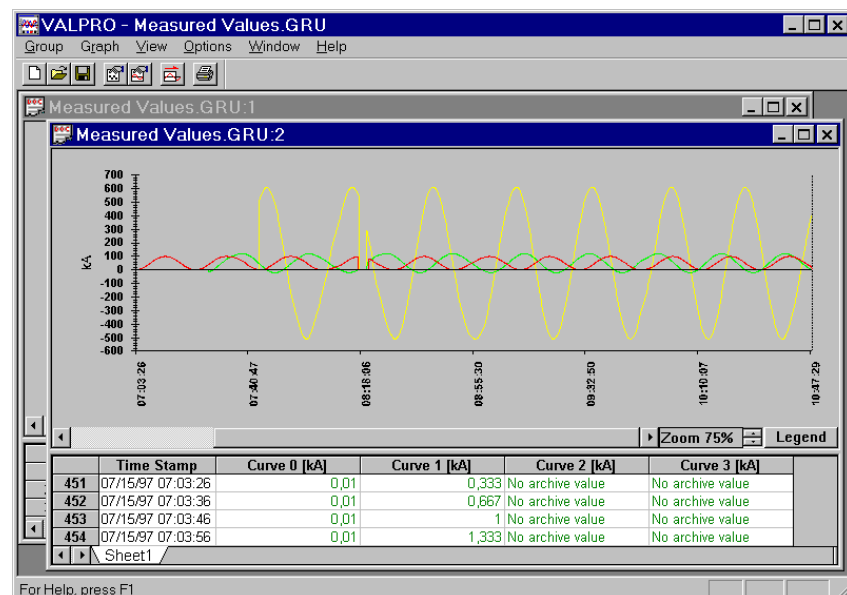 VALPRO - Measured Values.GRU
Group Graph View Options Window Help
Measured Values.GRU:1
Measured Values.GRU:2
700
600
500
400
300
200
100
0
-100
-200
-300
-400
-500
-600
kA
07:03:26
07:40:47
08:18:06
08:55:30
09:32:50
10:10:07
10:47:29
Zoom 75% Legend
Time Stamp Curve 0 [kA] Curve 1 [kA] Curve 2 [kA] Curve 3 [kA]
451 07/15/97 07:03:26 0,01 0,333 No archive value No archive value
452 07/15/97 07:03:36 0,01 0,667 No archive value No archive value
453 07/15/97 07:03:46 0,01 1 No archive value No archive value
454 07/15/97 07:03:56 0,01 1,333 No archive value No archive value
Sheet1
For Help, press F1